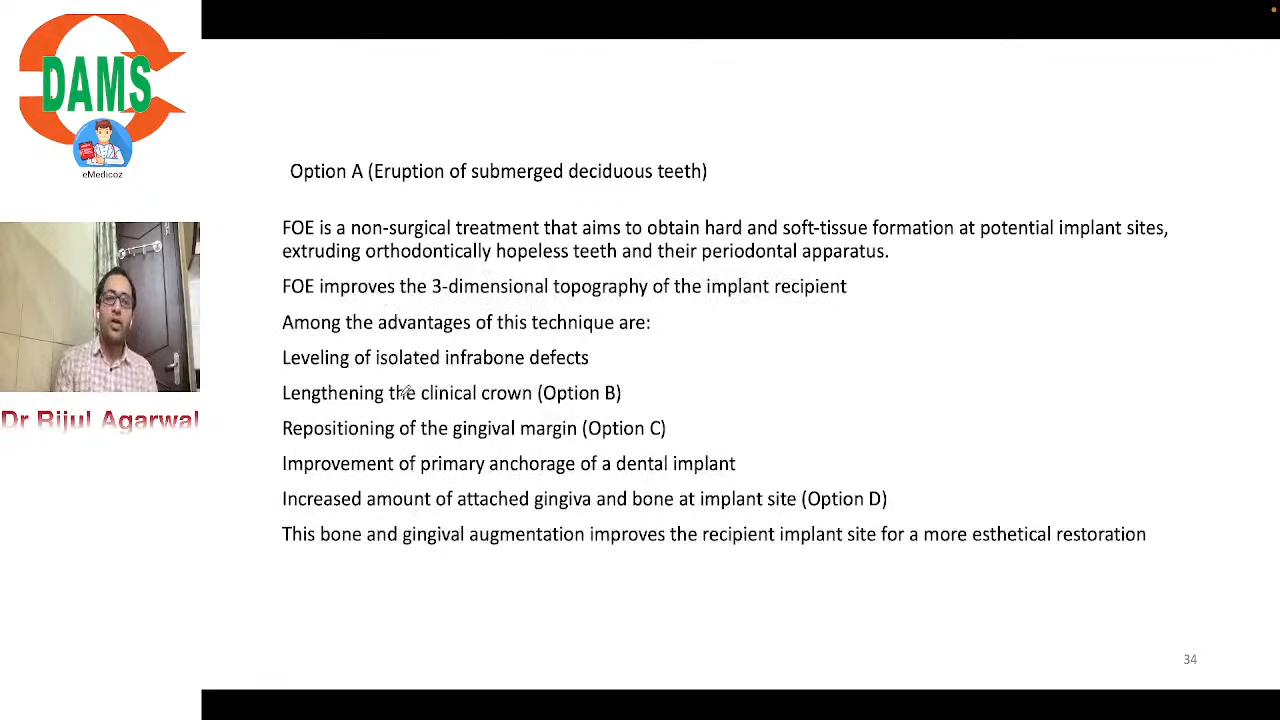 DAMS
eMedicoz
Dr Rijul Agarwal
Option A (Eruption of submerged deciduous teeth)
FOE is a non-surgical treatment that aims to obtain hard and soft-tissue formation at potential implant sites,
extruding orthodontically hopeless teeth and their periodontal apparatus.
FOE improves the 3-dimensional topography of the implant recipient
Among the advantages of this technique are:
Leveling of isolated infrabone defects
Lengthening the clinical crown (Option B)
Repositioning of the gingival margin (Option C)
Improvement of primary anchorage of a dental implant
Increased amount of attached gingiva and bone at implant site (Option D)
This bone and gingival augmentation improves the recipient implant site for a more esthetical restoration
34